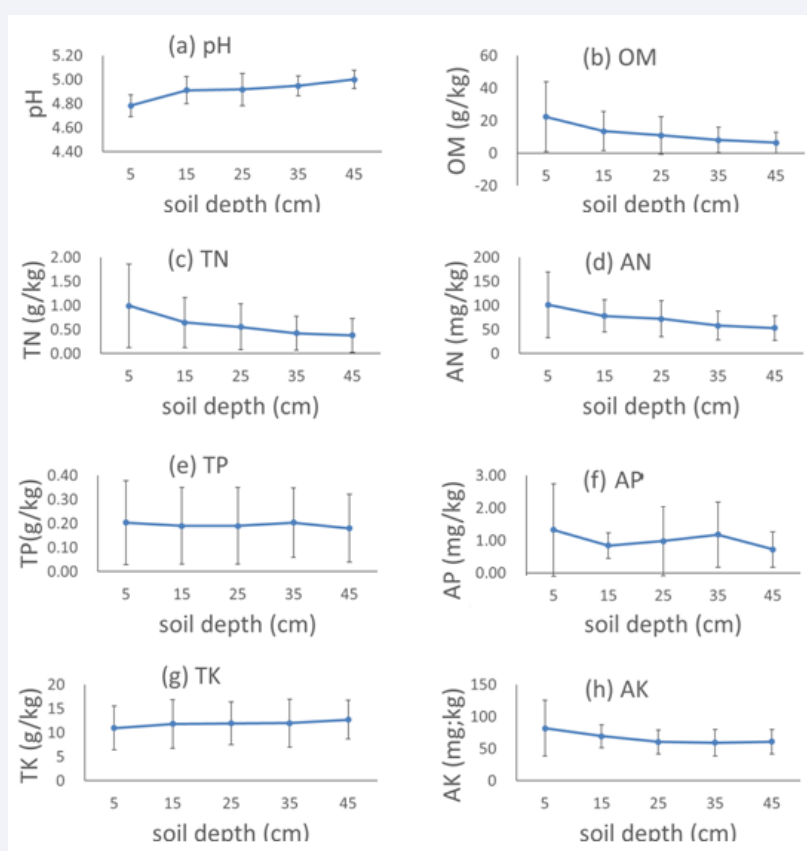 (a) pH
5.20
5.00
4.80
4.60
4.40
pH
5 15 25 35 45
soil depth (cm)
(b) OM
60
40
20
0
-20
OM (g/kg)
5 15 25 35 45
soil depth (cm)
(c) TN
2.00
1.50
1.00
0.50
0.00
TN (g/kg)
5 15 25 35 45
soil depth (cm)
(d) AN
200
150
100
50
0
AN (mg/kg)
5 15 25 35 45
soil depth (cm)
(e) TP
0.40
0.30
0.20
0.10
0.00
TP(g/kg)
5 15 25 35 45
soil depth (cm)
(f) AP
3.00
2.00
1.00
0.00
AP (mg/kg)
5 15 25 35 45
soil depth (cm)
(g) TK
20
15
10
5
0
TK (g/kg)
5 15 25 35 45
soil depth (cm)
(h) AK
150
100
50
0
AK (mg;kg)
5 15 25 35 45
soil depth (cm)